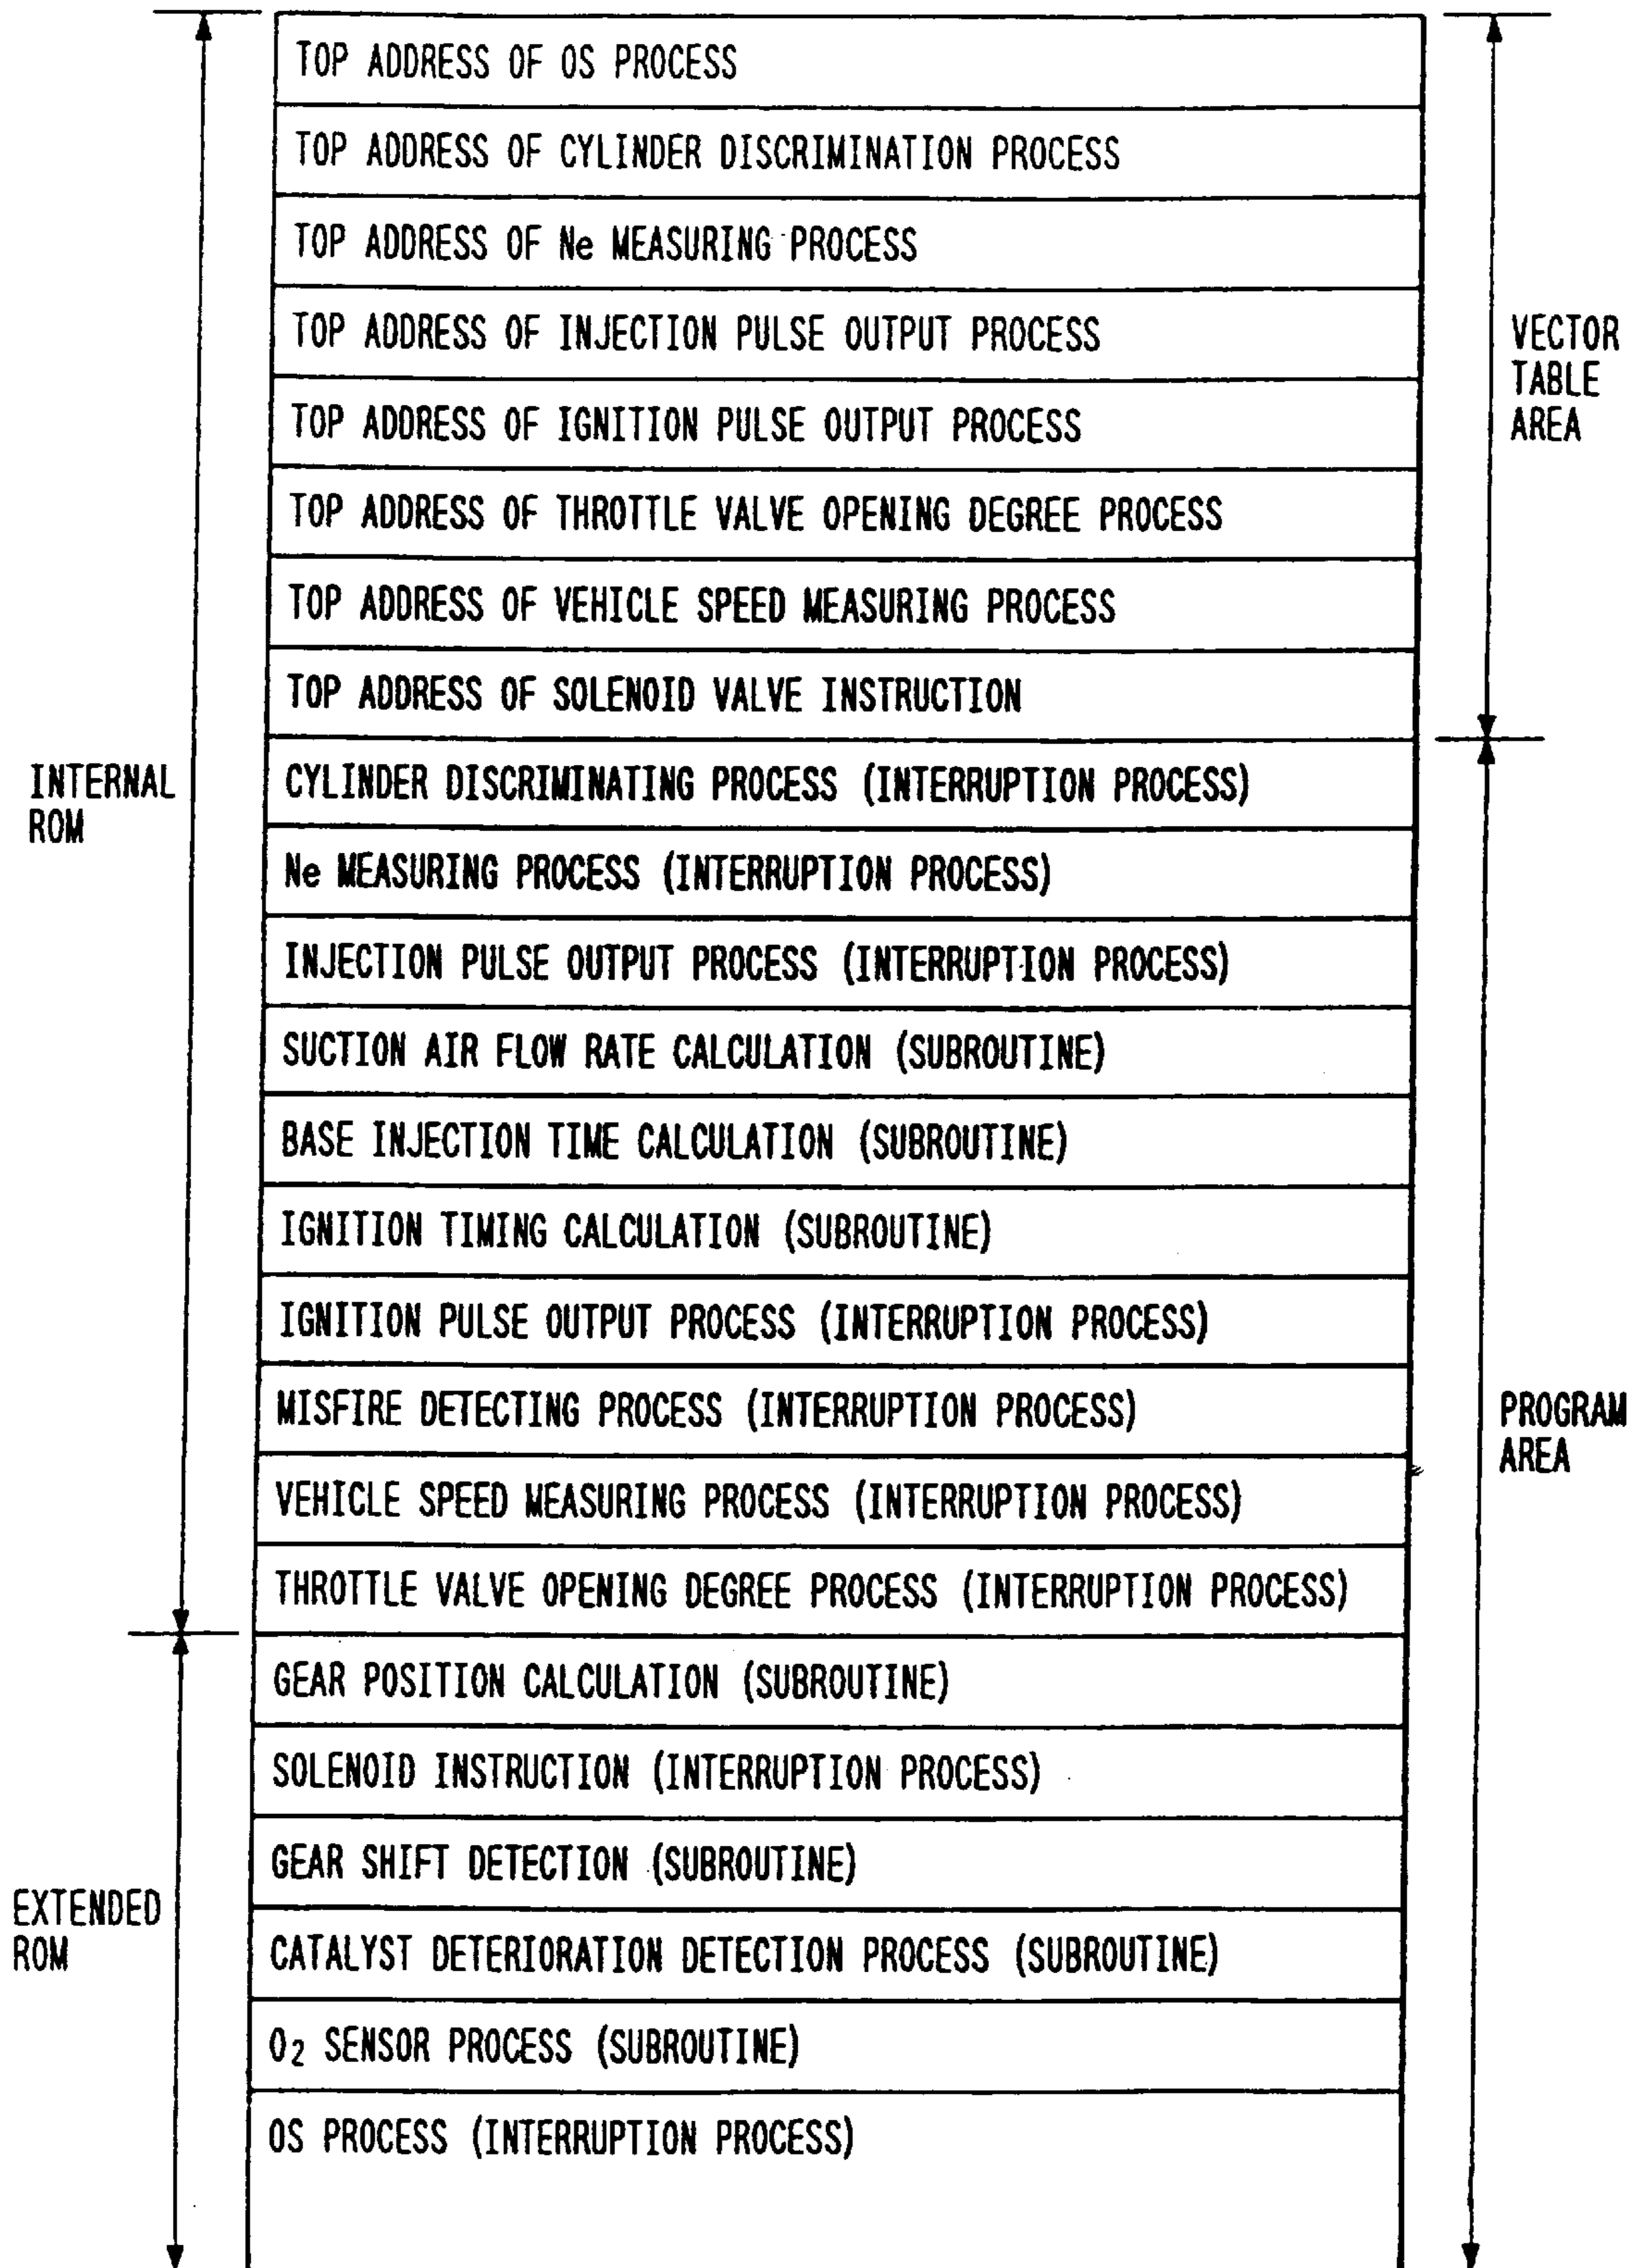 TOP ADDRESS OF OS PROCESS
TOP ADDRESS OF CYLINDER DISCRIMINATION PROCESS
TOP ADDRESS OF Ne MEASURING PROCESS
TOP ADDRESS OF INJECTION PULSE OUTPUT PROCESS
TOP ADDRESS OF IGNITION PULSE OUTPUT PROCESS
TOP ADDRESS OF THROTTLE VALVE OPENING DEGREE PROCESS
TOP ADDRESS OF VEHICLE SPEED MEASURING PROCESS
TOP ADDRESS OF SOLENOID VALVE INSTRUCTION
VECTOR
TABLE
AREA
INTERNAL
ROM
CYLINDER DISCRIMINATING PROCESS (INTERRUPTION PROCESS)
Ne MEASURING PROCESS (INTERRUPTION PROCESS)
INJECTION PULSE OUTPUT PROCESS (INTERRUPTION PROCESS)
SUCTION AIR FLOW RATE CALCULATION (SUBROUTINE)
BASE INJECTION TIME CALCULATION (SUBROUTINE)
IGNITION TIMING CALCULATION (SUBROUTINE)
IGNITION PULSE OUTPUT PROCESS (INTERRUPTION PROCESS)
MISFIRE DETECTING PROCESS (INTERRUPTION PROCESS)
VEHICLE SPEED MEASURING PROCESS (INTERRUPTION PROCESS)
THROTTLE VALVE OPENING DEGREE PROCESS (INTERRUPTION PROCESS)
PROGRAM
AREA
EXTENDED
ROM
GEAR POSITION CALCULATION (SUBROUTINE)
SOLENOID INSTRUCTION (INTERRUPTION PROCESS)
GEAR SHIFT DETECTION (SUBROUTINE)
CATALYST DETERIORATION DETECTION PROCESS (SUBROUTINE)
O2 SENSOR PROCESS (SUBROUTINE)
OS PROCESS (INTERRUPTION PROCESS)